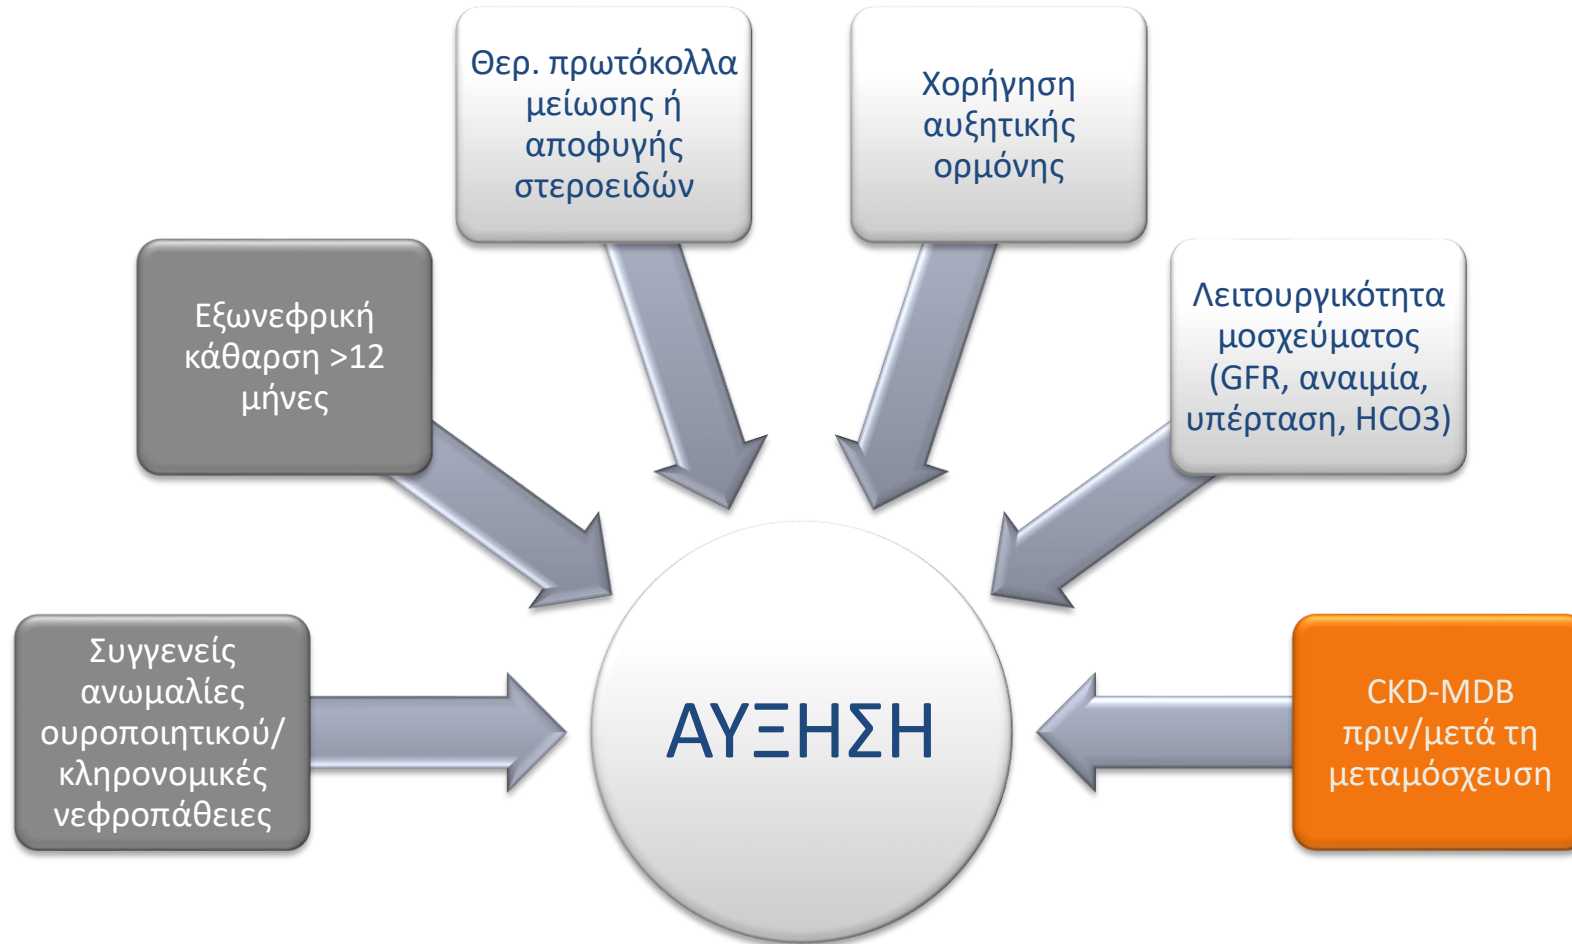 Θερ. πρωτόκολλα
μείωσης ή
αποφυγής
στεροειδών
Χορήγηση
αυξητικής
ορμόνης
Εξωνεφρική
κάθαρση >12
μήνες
Λειτουργικότητα
μοσχεύματος
(GFR, αναιμία,
υπέρταση, HCO3)
Συγγενείς
ανωμαλίες
ουροποιητικού/
κληρονομικές
νεφροπάθειες
ΑΥΞΗΣΗ
CKD-MDB
πριν/μετά τη
μεταμόσχευση